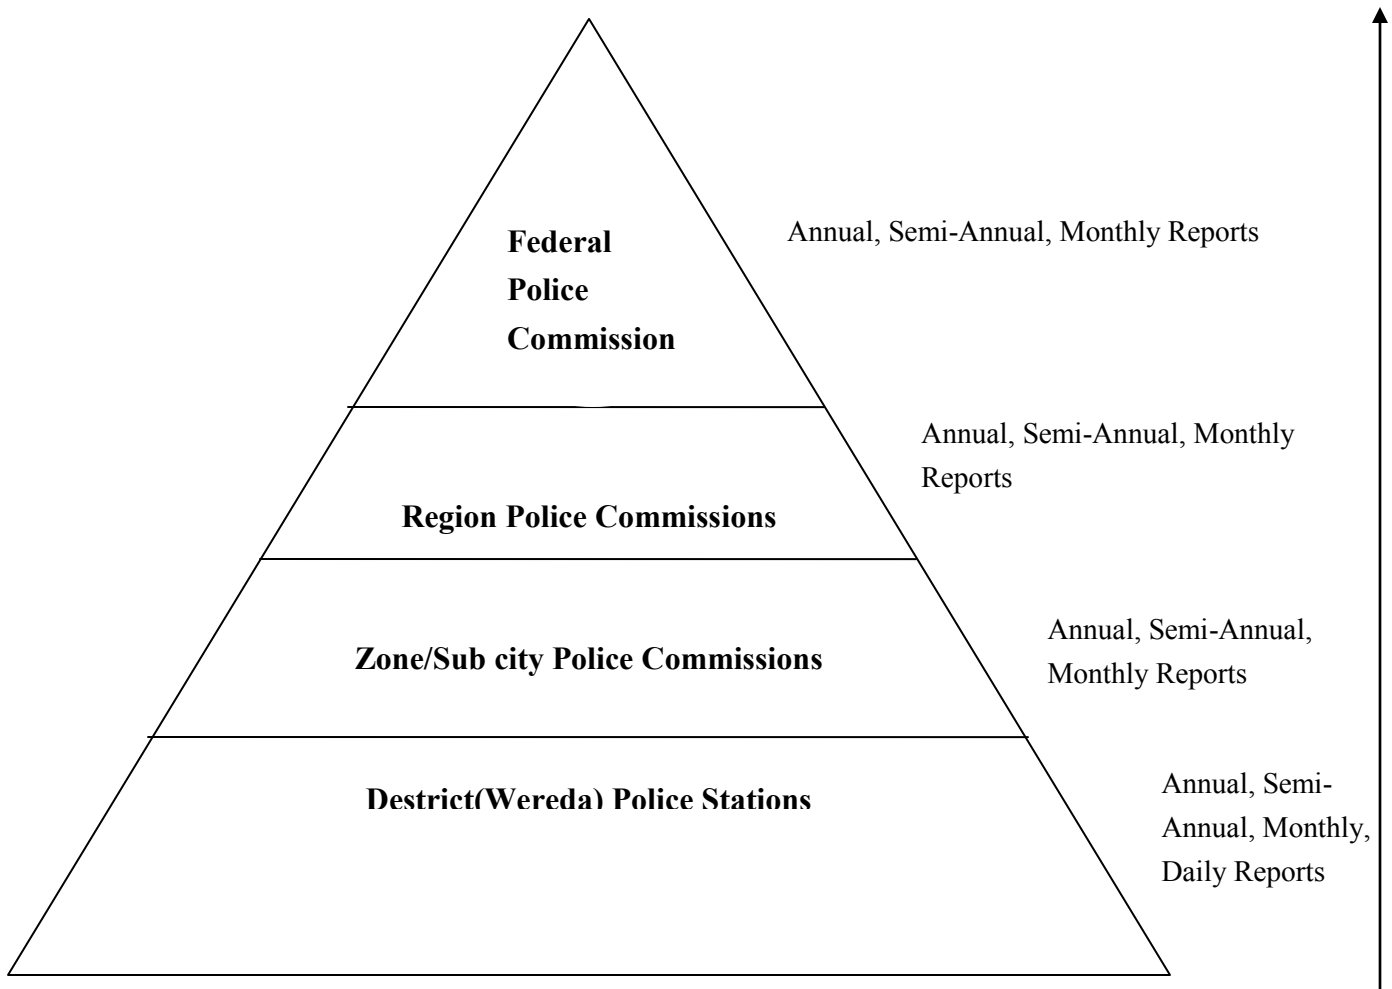 Federal
Police
Commission
Annual, Semi-Annual, Monthly Reports
Annual, Semi-Annual, Monthly
Reports
Region Police Commissions
Annual, Semi-Annual,
Monthly Reports
Zone/Sub city Police Commissions
Destrict(Wereda) Police Stations
Annual, Semi-
Annual, Monthly,
Daily Reports